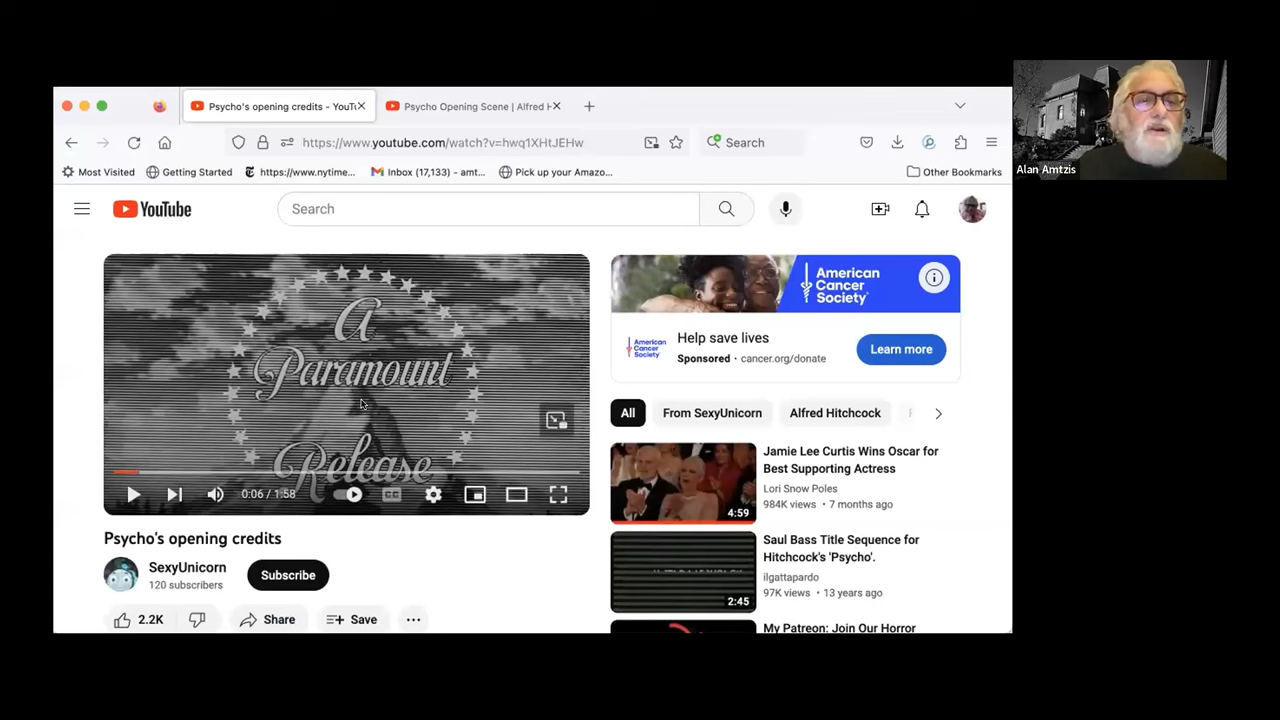 Psycho's opening credits - YouTu
Psycho Opening Scene | Alfred H
https://www.youtube.com/watch?v=hwq1XHtJEHw
Search
Most Visited
Getting Started
https://www.nytime...
Inbox (17,133) - amt...
Pick up your Amazo...
Other Bookmarks
Alan Amtzis
YouTube
Search
A
Paramount
Release
0:06 / 1:58
CC
American
Cancer
Society
American
Cancer
Society
Help save lives
Sponsored · cancer.org/donate
Learn more
All
From SexyUnicorn
Alfred Hitchcock
Jamie Lee Curtis Wins Oscar for
Best Supporting Actress
Lori Snow Poles
984K views · 7 months ago
4:59
Saul Bass Title Sequence for
Hitchcock's 'Psycho'.
ilgattapardo
97K views · 13 years ago
2:45
My Patreon: Join Our Horror
Psycho's opening credits
SexyUnicorn
120 subscribers
Subscribe
2.2K
Share
Save